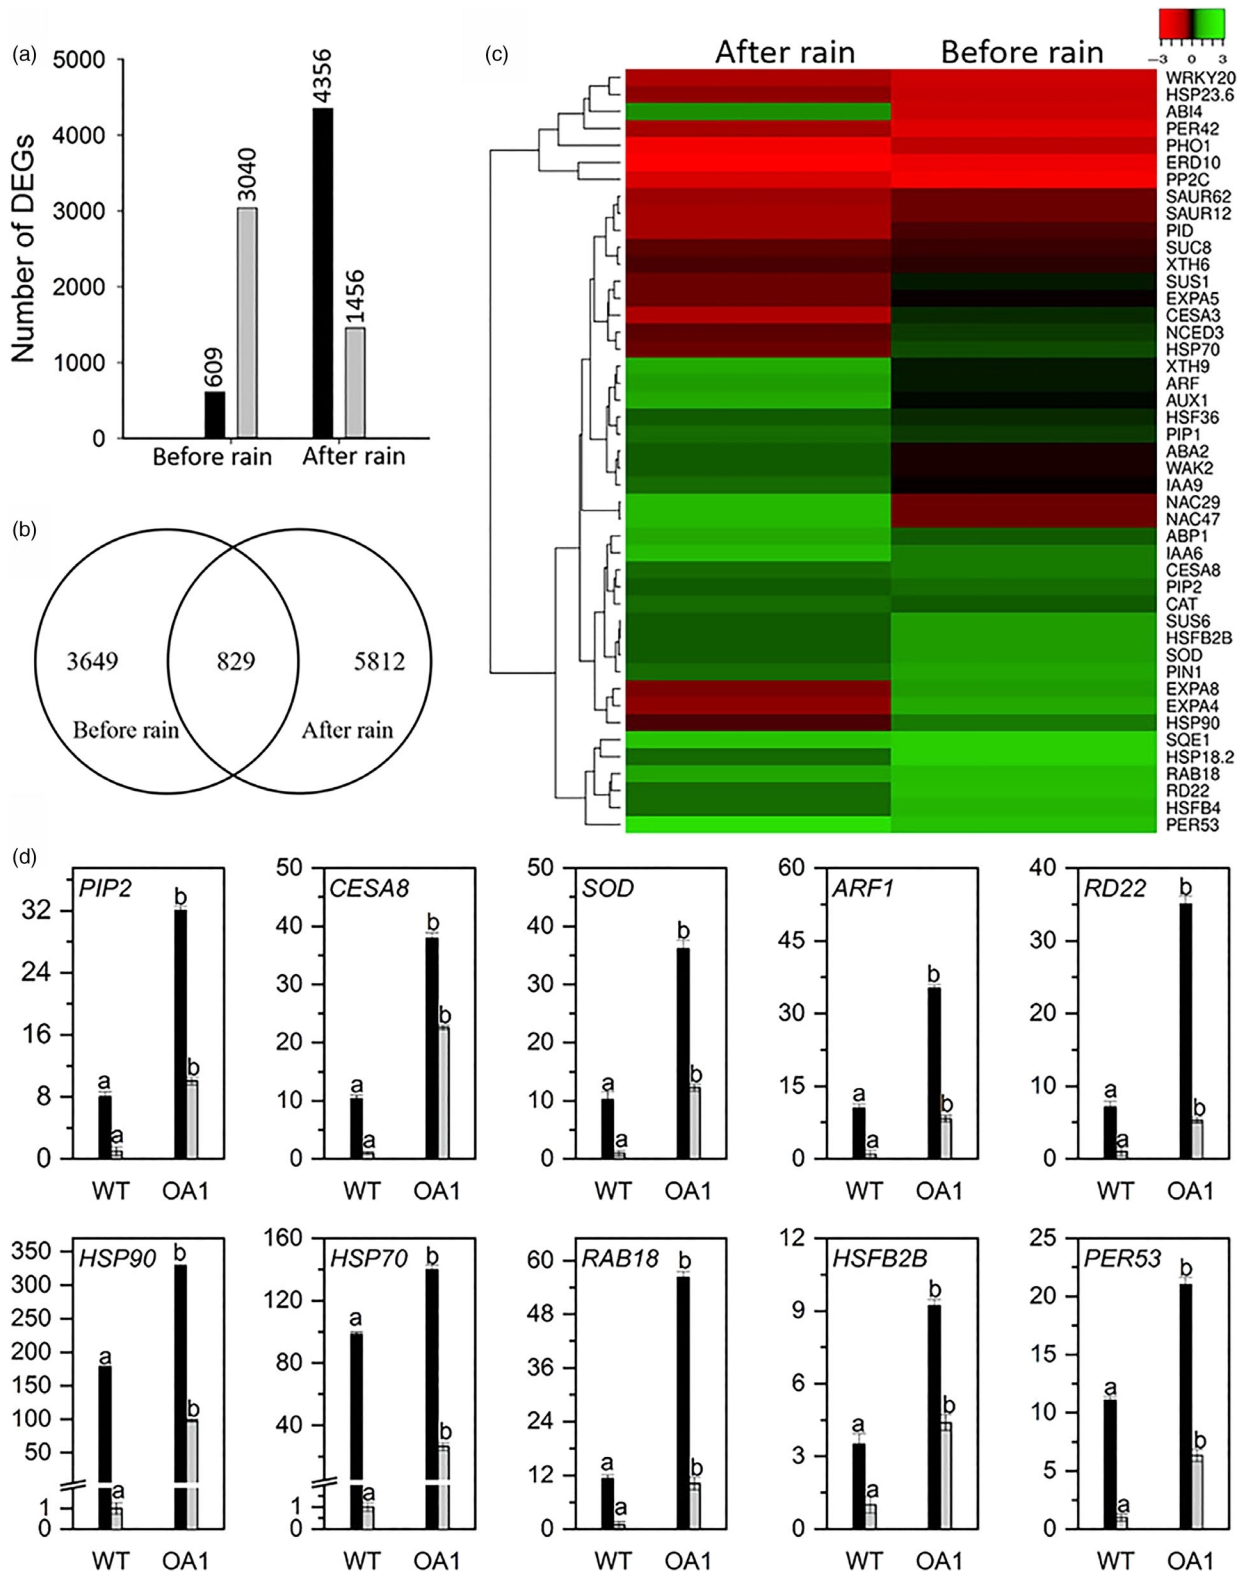 (a)
Number of DEGs
5000
4000
3000
2000
1000
0
609
3040
4356
1456
Before rain
After rain
(b)
3649
829
5812
Before rain
After rain
(c)
After rain
Before rain
−3
0
3
WRKY20
HSP23.6
ABI4
PER42
PHO1
ERD10
PP2C
SAUR62
SAUR12
PID
SUC8
XTH6
SUS1
EXPA5
CESA3
NCED3
HSP70
XTH9
ARF
AUX1
HSF36
PIP1
ABA2
WAK2
IAA9
NAC29
NAC47
ABP1
IAA6
CESA8
PIP2
CAT
SUS6
HSFB2B
SOD
PIN1
EXPA8
EXPA4
HSP90
SQE1
HSP18.2
RAB18
RD22
HSFB4
PER53
(d)
PIP2
32
24
16
8
0
a
a
b
b
WT OA1
CESA8
50
40
30
20
10
0
a
a
b
b
WT OA1
SOD
50
40
30
20
10
0
a
a
b
b
WT OA1
ARF1
60
45
30
15
0
a
a
b
b
WT OA1
RD22
40
30
20
10
0
a
a
b
b
WT OA1
HSP90
350
300
250
200
150
100
50
1
0
a
a
b
b
WT OA1
HSP70
160
120
80
40
1
0
a
a
b
b
WT OA1
RAB18
60
48
36
24
12
0
a
a
b
b
WT OA1
HSFB2B
12
9
6
3
0
a
a
b
b
WT OA1
PER53
25
20
15
10
5
0
a
a
b
b
WT OA1